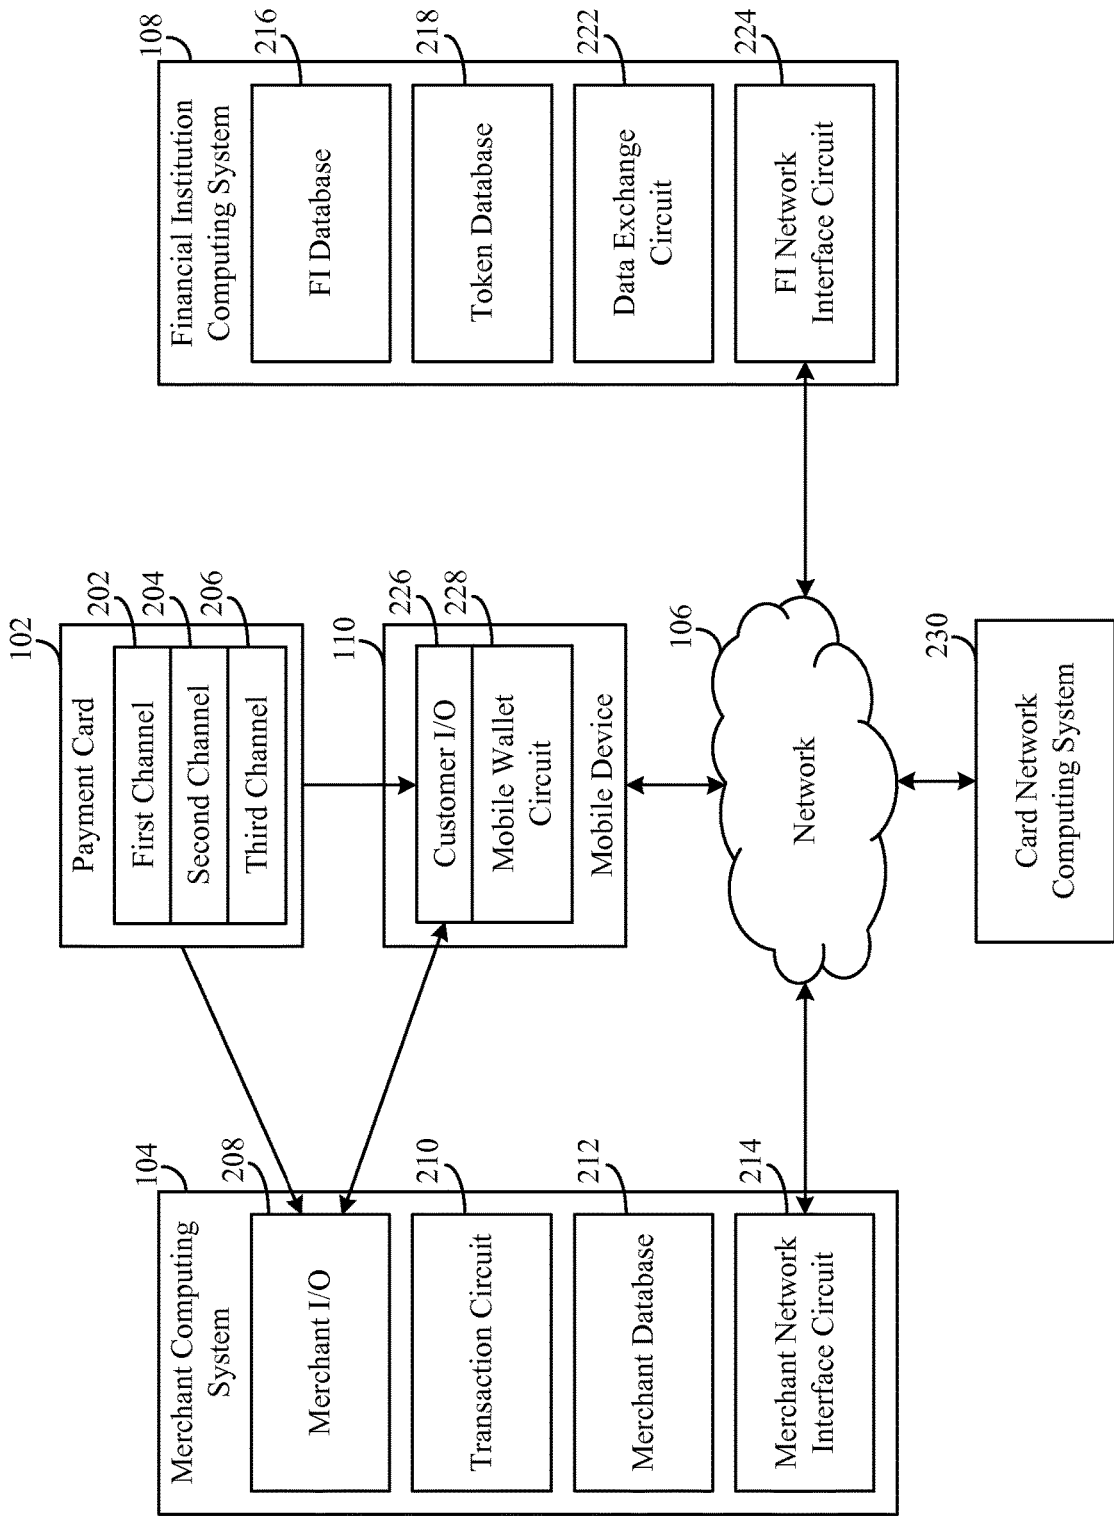 Merchant Computing
System
104
208
Merchant I/O
210
Transaction Circuit
212
Merchant Database
214
Merchant Network
Interface Circuit
102
Payment Card
202
First Channel
204
Second Channel
206
Third Channel
110
226
Customer I/O
228
Mobile Wallet
Circuit
Mobile Device
106
Network
230
Card Network
Computing System
108
Financial Institution
Computing System
216
FI Database
218
Token Database
222
Data Exchange
Circuit
224
FI Network
Interface Circuit